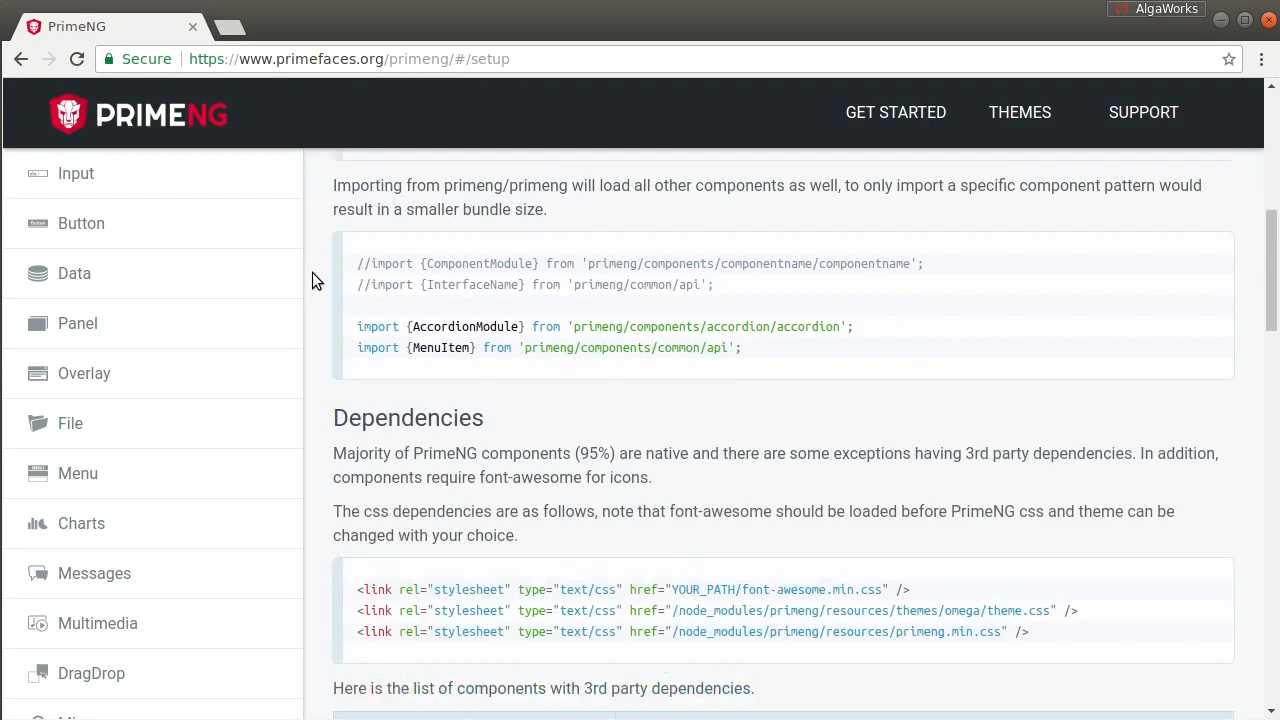 AlgaWorks
PrimeNG
Secure https://www.primefaces.org/primeng/#/setup
PRIMENG
GET STARTED THEMES SUPPORT
Input
Button
Data
Panel
Overlay
File
Menu
Charts
Messages
Multimedia
DragDrop
Importing from primeng/primeng will load all other components as well, to only import a specific component pattern would
result in a smaller bundle size.
//import {ComponentModule} from 'primeng/components/componentname/componentname';
//import {InterfaceName} from 'primeng/common/api';
import {AccordionModule} from 'primeng/components/accordion/accordion';
import {MenuItem} from 'primeng/components/common/api';
Dependencies
Majority of PrimeNG components (95%) are native and there are some exceptions having 3rd party dependencies. In addition,
components require font-awesome for icons.
The css dependencies are as follows, note that font-awesome should be loaded before PrimeNG css and theme can be
changed with your choice.
<link rel="stylesheet" type="text/css" href="YOUR_PATH/font-awesome.min.css" />
<link rel="stylesheet" type="text/css" href="/node_modules/primeng/resources/themes/omega/theme.css" />
<link rel="stylesheet" type="text/css" href="/node_modules/primeng/resources/primeng.min.css" />
Here is the list of components with 3rd party dependencies.